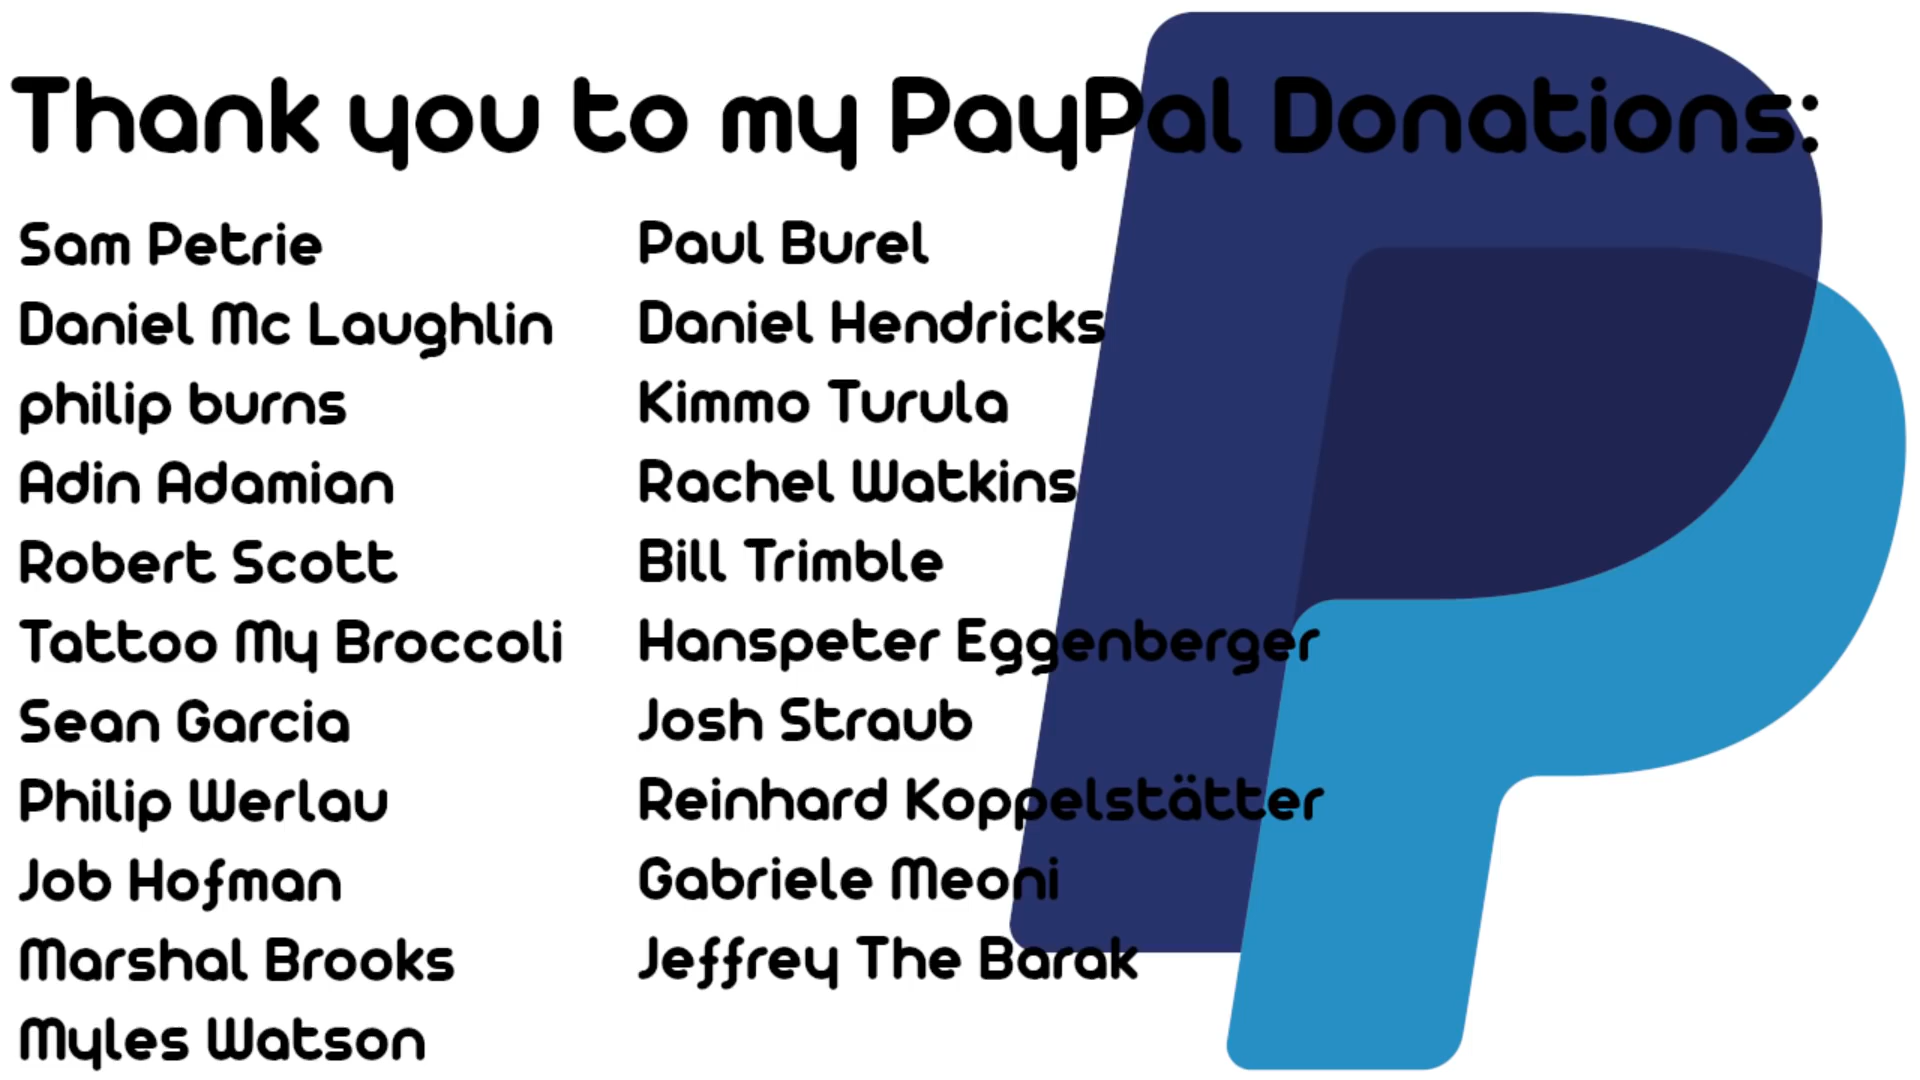 Thank you to my PayPal Donations:
Sam Petrie
Daniel Mc Laughlin
philip burns
Adin Adamian
Robert Scott
Tattoo My Broccoli
Sean Garcia
Philip Werlau
Job Hofman
Marshal Brooks
Myles Watson
Paul Burel
Daniel Hendricks
Kimmo Turula
Rachel Watkins
Bill Trimble
Hanspeter Eggenberger
Josh Straub
Reinhard Koppelstätter
Gabriele Meoni
Jeffrey The Barak